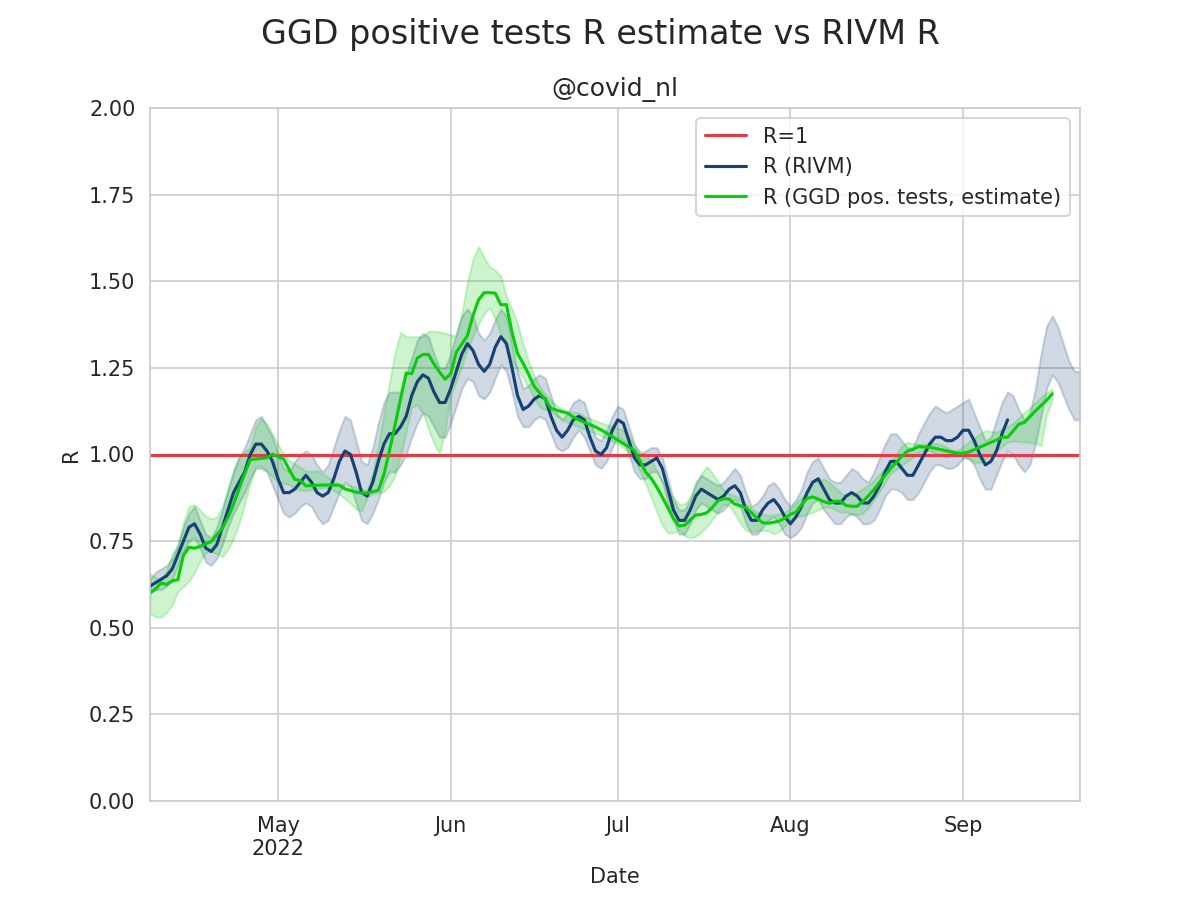 GGD positive tests R estimate vs RIVM R
@covid_nl
2.00
1.75
1.50
1.25
1.00
0.75
0.50
0.25
0.00
R
R=1
R (RIVM)
R (GGD pos. tests, estimate)
May
2022
Jun
Jul
Aug
Sep
Date